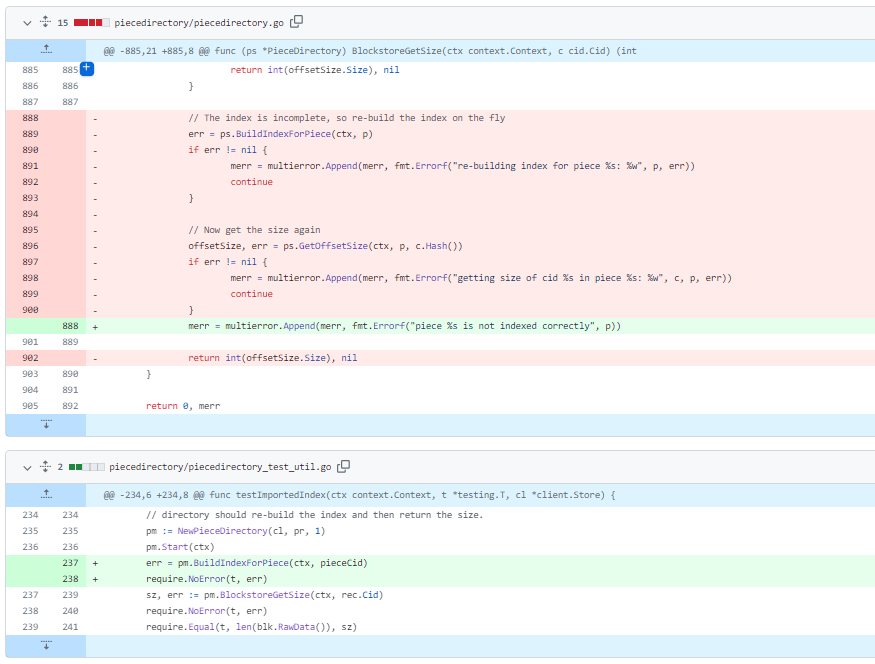 15 piecedirectory/piecedirectory.go
@@ -885,21 +885,8 @@ func (ps *PieceDirectory) BlockstoreGetSize(ctx context.Context, c cid.Cid) (int
885 885 + return int(offsetSize.Size), nil
886 886 }
887 887
888 - // The index is incomplete, so re-build the index on the fly
889 - err = ps.BuildIndexForPiece(ctx, p)
890 - if err != nil {
891 - merr = multierror.Append(merr, fmt.Errorf("re-building index for piece %s: %w", p, err))
892 - continue
893 - }
894 -
895 - // Now get the size again
896 - offsetSize, err = ps.GetOffsetSize(ctx, p, c.Hash())
897 - if err != nil {
898 - merr = multierror.Append(merr, fmt.Errorf("getting size of cid %s in piece %s: %w", c, p, err))
899 - continue
900 - }
888 + merr = multierror.Append(merr, fmt.Errorf("piece %s is not indexed correctly", p))
901 889
902 - return int(offsetSize.Size), nil
903 890 }
904 891
905 892 return 0, merr
2 piecedirectory/piecedirectory_test_util.go
@@ -234,6 +234,8 @@ func testImportedIndex(ctx context.Context, t *testing.T, cl *client.Store) {
234 234 // directory should re-build the index and then return the size.
235 235 pm := NewPieceDirectory(cl, pr, 1)
236 236 pm.Start(ctx)
237 + err = pm.BuildIndexForPiece(ctx, pieceCid)
238 + require.NoError(t, err)
237 239 sz, err := pm.BlockstoreGetSize(ctx, rec.Cid)
238 240 require.NoError(t, err)
239 241 require.Equal(t, len(blk.RawData()), sz)